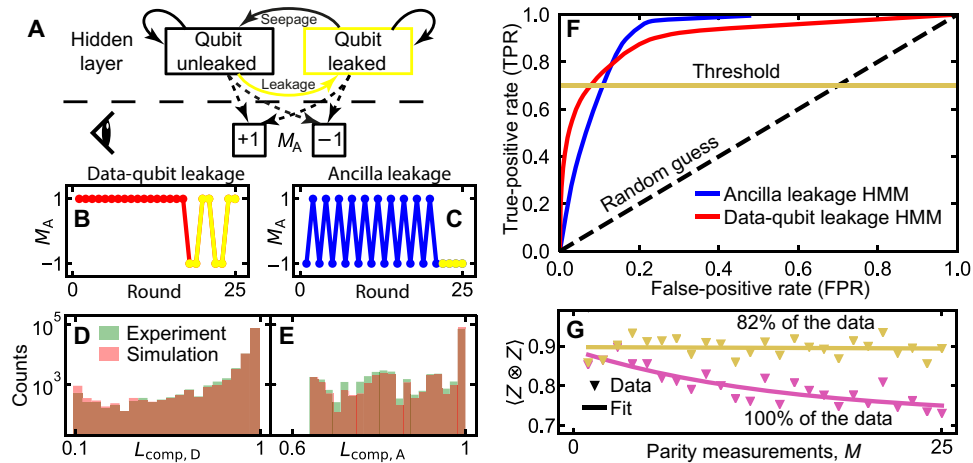 A
Hidden
layer
Seepage
Qubit
unleaked
Qubit
leaked
Leakage
+1
M_A
−1
Data-qubit leakage
Ancilla leakage
B
M_A
1
−1
0
25
Round
C
M_A
1
−1
0
25
Round
D
Experiment
Simulation
Counts
10⁵
10³
0.1
1
L_comp, D
E
0.6
1
L_comp, A
F
True-positive rate (TPR)
1.0
0.8
0.6
0.4
0.2
0.0
Threshold
Random guess
Ancilla leakage HMM
Data-qubit leakage HMM
0.0
0.2
0.4
0.6
0.8
1.0
False-positive rate (FPR)
G
82% of the data
⟨Z ⊗ Z⟩
0.9
0.8
0.7
Data
Fit
100% of the data
0
25
Parity measurements, M